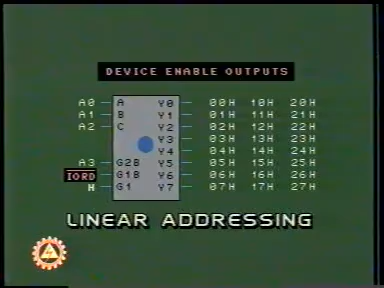 DEVICE ENABLE OUTPUTS
A0 A Y0 00H 10H 20H
A1 B Y1 01H 11H 21H
A2 C Y2 02H 12H 22H
Y3 03H 13H 23H
Y4 04H 14H 24H
A3 G2B Y5 05H 15H 25H
IORD G1B Y6 06H 16H 26H
H G1 Y7 07H 17H 27H
LINEAR ADDRESSING